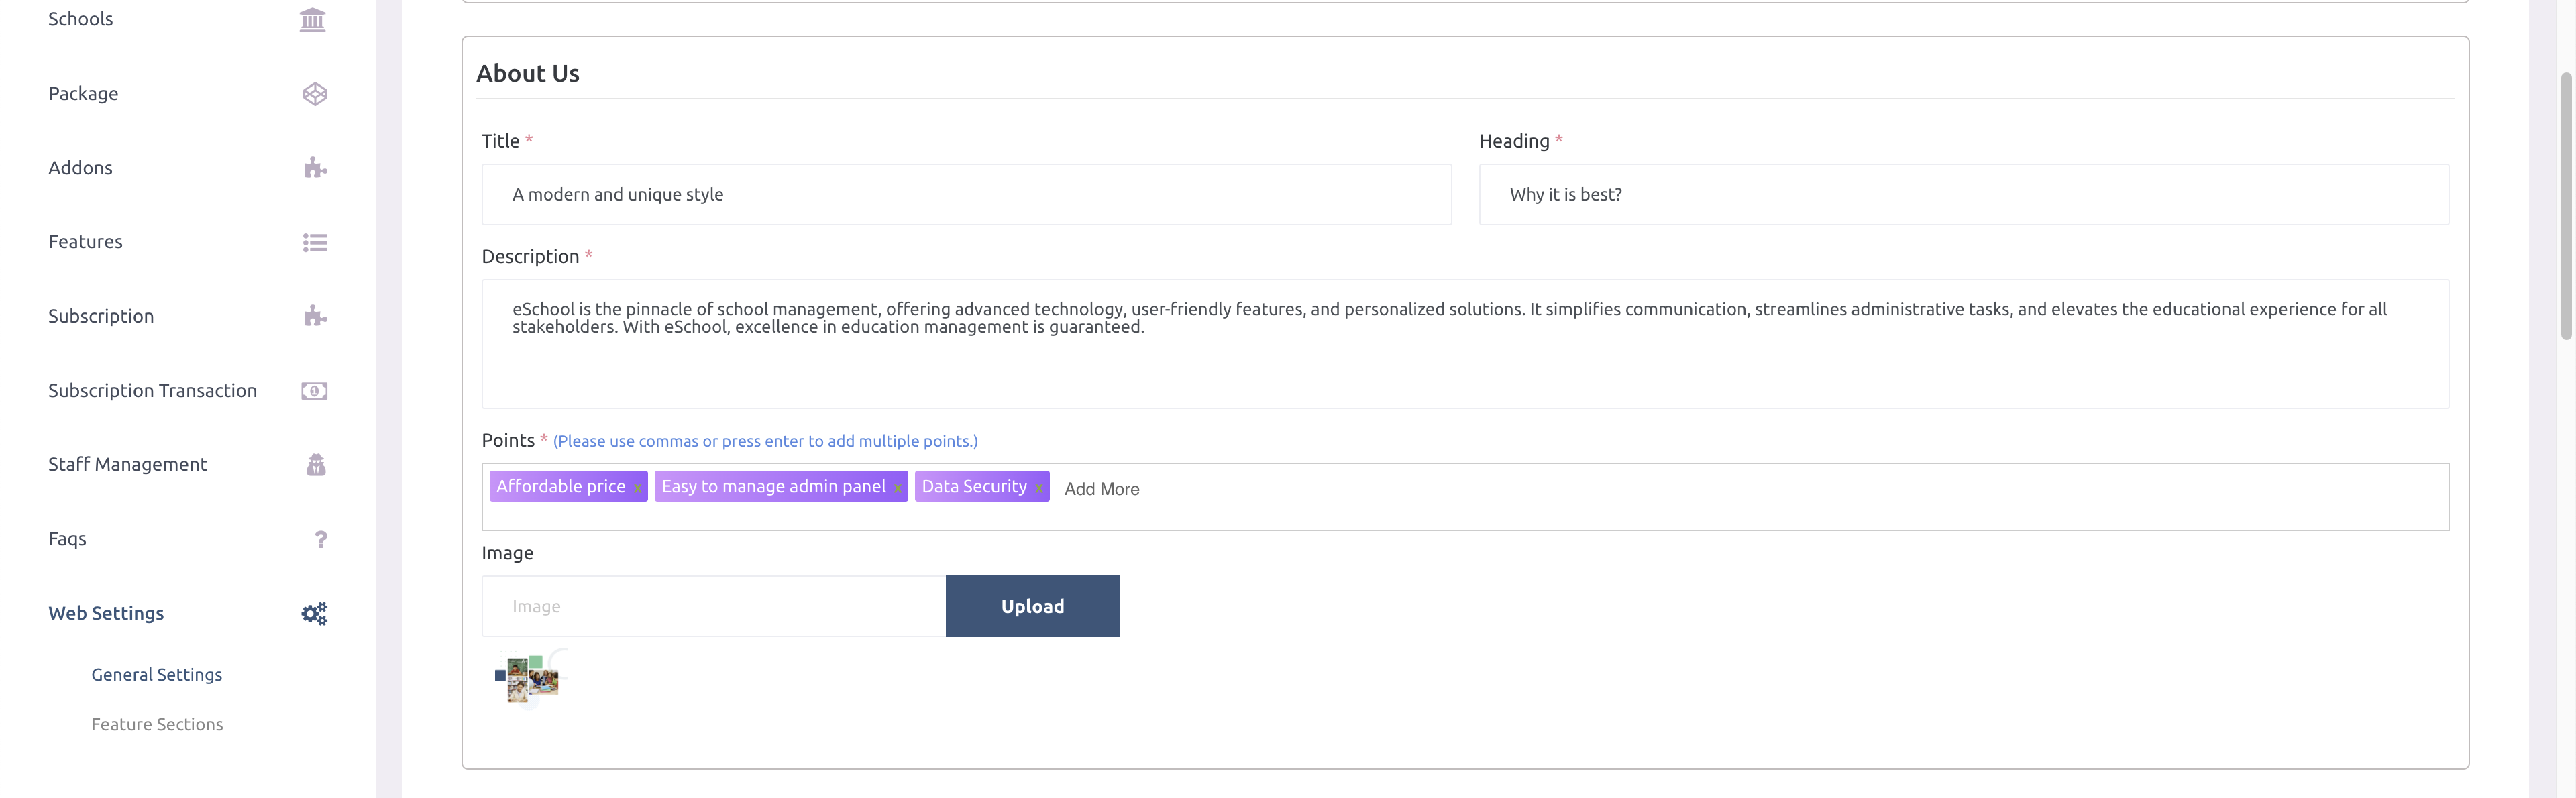 Schools
Package
Addons
Features
Subscription
Subscription Transaction
Staff Management
Faqs
Web Settings
General Settings
Feature Sections
About Us
Title *
A modern and unique style
Heading *
Why it is best?
Description *
eSchool is the pinnacle of school management, offering advanced technology, user-friendly features, and personalized solutions. It simplifies communication, streamlines administrative tasks, and elevates the educational experience for all
stakeholders. With eSchool, excellence in education management is guaranteed.
Points * (Please use commas or press enter to add multiple points.)
Affordable price x Easy to manage admin panel x Data Security x Add More
Image
Image
Upload